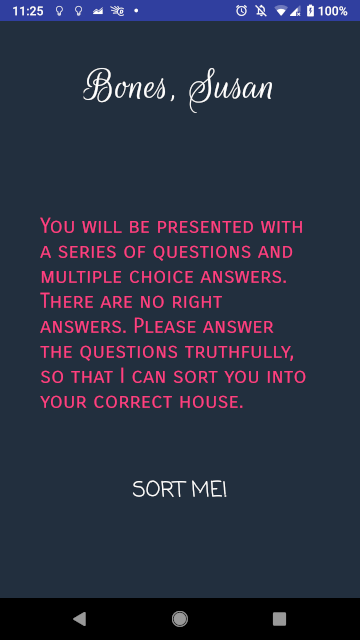 11:25
100%
Bones, Susan
You will be presented with
a series of questions and
multiple choice answers.
There are no right
answers. Please answer
the questions truthfully,
so that I can sort you into
your correct house.
SORT ME!